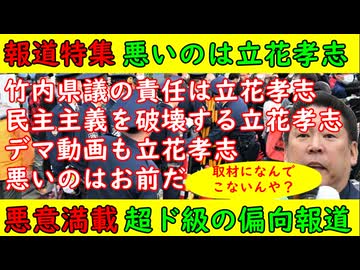 報道特集 悪いのは立花孝志
竹内県議の責任は立花孝志
民主主義を破壊する立花孝志
デマ動画も立花孝志
悪いのはお前だ
取材になんで
こないんや？
悪意満載 超ド級の偏向報道